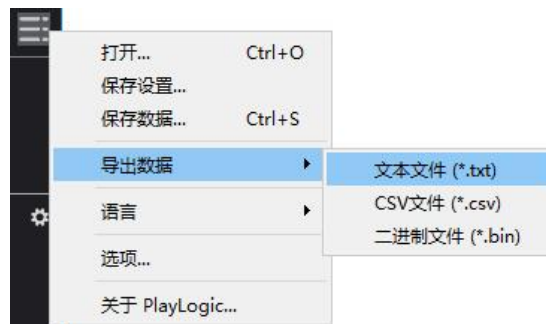 打开... Ctrl+O
保存设置...
保存数据... Ctrl+S
导出数据
文本文件 (*.txt)
CSV文件 (*.csv)
二进制文件 (*.bin)
语言
选项...
关于 PlayLogic...